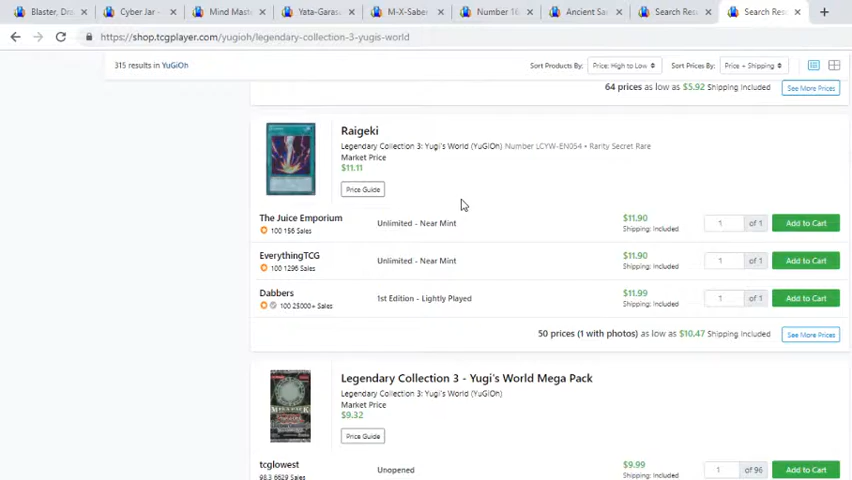 Blaster, Dra
Cyber Jar -
Mind Maste
Yata-Garas
M-X-Sabe
Number 16
Ancient Sa
Search Res
Search Res
https://shop.tcgplayer.com/yugioh/legendary-collection-3-yugis-world
315 results in YuGiOh
Sort Products By: Price: High to Low
Sort Prices By: Price + Shipping
64 prices as low as $5.92 Shipping Included
See More Prices
Raigeki
Legendary Collection 3: Yugi's World (YuGiOh) Number LCYW-EN054 • Rarity Secret Rare
Market Price
$11.11
Price Guide
The Juice Emporium
100 156 Sales
Unlimited - Near Mint
$11.90
Shipping: Included
1 of 1
Add to Cart
EverythingTCG
100 1296 Sales
Unlimited - Near Mint
$11.90
Shipping: Included
1 of 1
Add to Cart
Dabbers
100 25000+ Sales
1st Edition - Lightly Played
$11.99
Shipping: Included
1 of 1
Add to Cart
50 prices (1 with photos) as low as $10.47 Shipping Included
See More Prices
Legendary Collection 3 - Yugi's World Mega Pack
Legendary Collection 3: Yugi's World (YuGiOh)
Market Price
$9.32
Price Guide
tcglowest
98.3 6629 Sales
Unopened
$9.99
Shipping: Included
1 of 96
Add to Cart